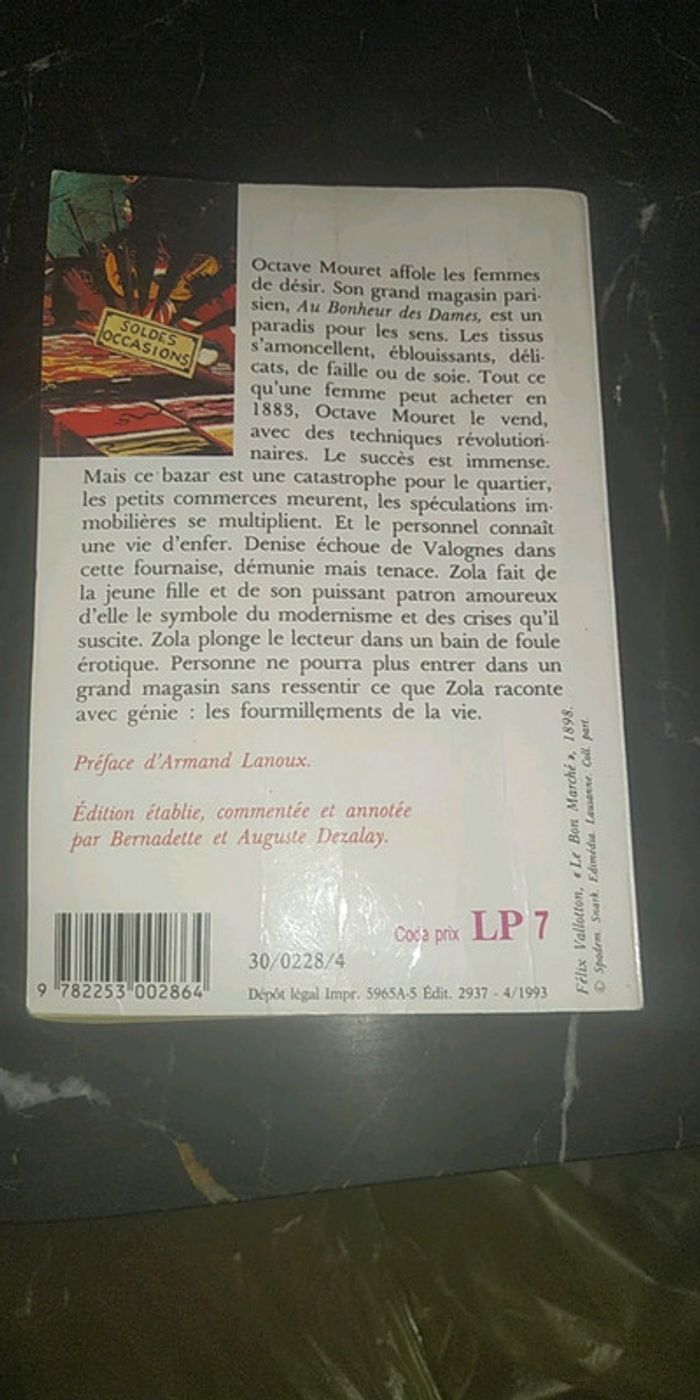 SOLDES
OCCASIONS
Octave Mouret affole les femmes
de désir. Son grand magasin pari-
sien, Au Bonheur des Dames, est un
paradis pour les sens. Les tissus
s'amoncellent, éblouissants, déli-
cats, de faille ou de soie. Tout ce
qu'une femme peut acheter en
1883, Octave Mouret le vend,
avec des techniques révolution-
naires. Le succès est immense.
Mais ce bazar est une catastrophe pour le quartier,
les petits commerces meurent, les spéculations im-
mobilières se multiplient. Et le personnel connaît
une vie d'enfer. Denise échoue de Valognes dans
cette fournaise, démunie mais tenace. Zola fait de
la jeune fille et de son puissant patron amoureux
d'elle le symbole du modernisme et des crises qu'il
suscite. Zola plonge le lecteur dans un bain de foule
érotique. Personne ne pourra plus entrer dans un
grand magasin sans ressentir ce que Zola raconte
avec génie : les fourmillements de la vie.
Préface d'Armand Lanoux.
Édition établie, commentée et annotée
par Bernadette et Auguste Dezalay.
Code prix LP 7
30/0228/4
9 782253 002864
Dépôt légal Impr. 5965A-5 Édit. 2937 - 4/1993
Félix Vallotton, « Le Bon Marché », 1898.
© Spadem. Snark. Edimédia. Lausanne. Coll. part.